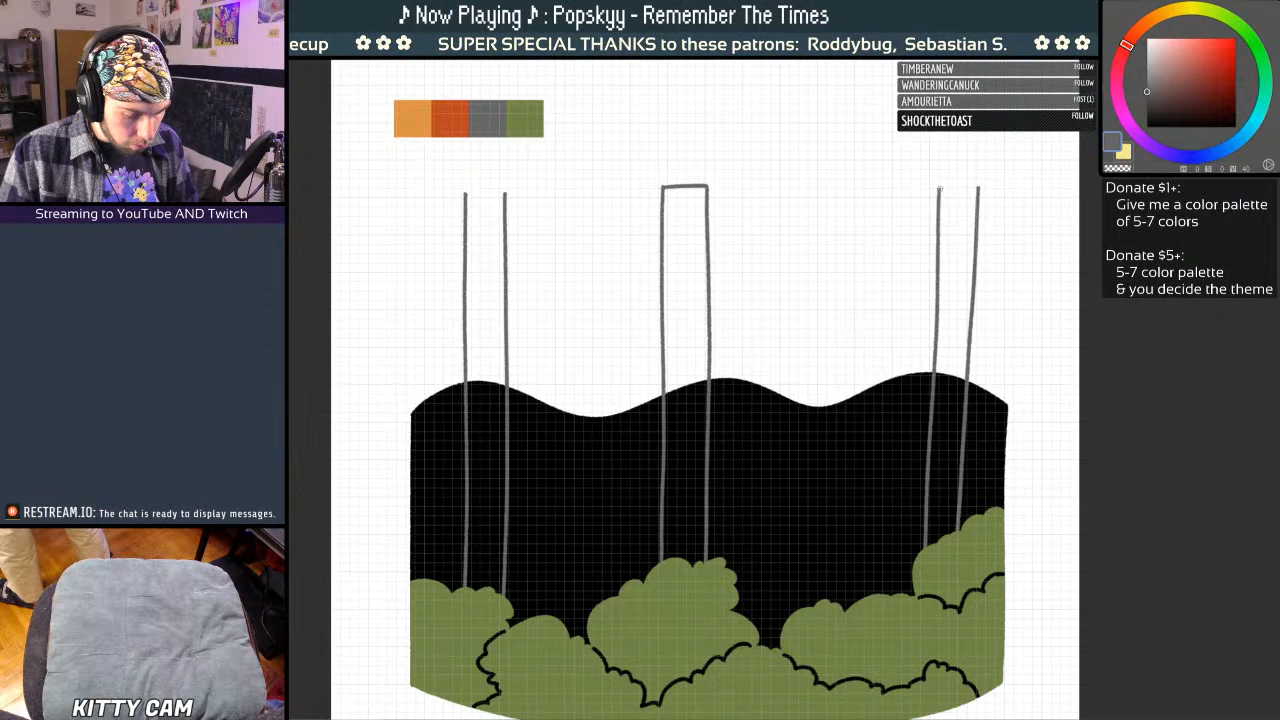 ♪ Now Playing ♪ : Popskyy - Remember The Times
ecup ✿ ✿ ✿ SUPER SPECIAL THANKS to these patrons: Roddybug, Sebastian S. ✿ ✿ ✿
TIMBERANEW FOLLOW
WANDERINGCANUCK FOLLOW
AMOURIETTA HOST(1)
SHOCKTHETOAST FOLLOW
Donate $1+:
Give me a color palette
of 5-7 colors
Donate $5+:
5-7 color palette
& you decide the theme
Streaming to YouTube AND Twitch
RESTREAM.IO: The chat is ready to display messages.
KITTY CAM